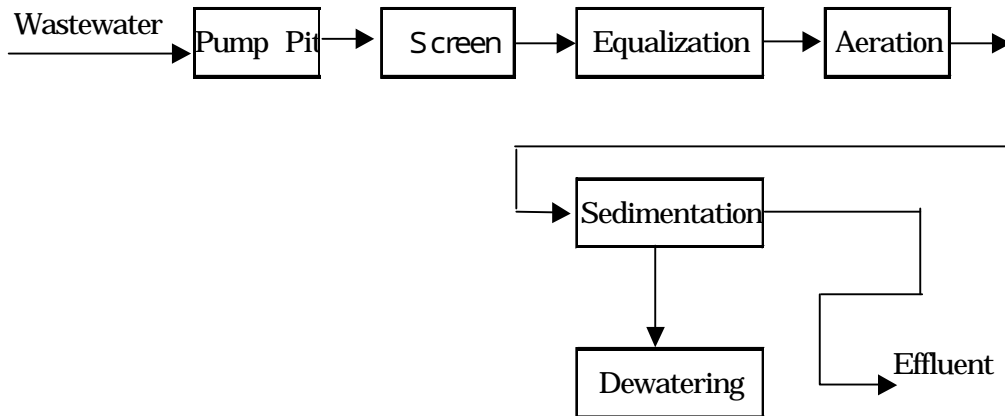 Wastewater
Pump Pit
Screen
Equalization
Aeration
Sedimentation
Dewatering
Effluent